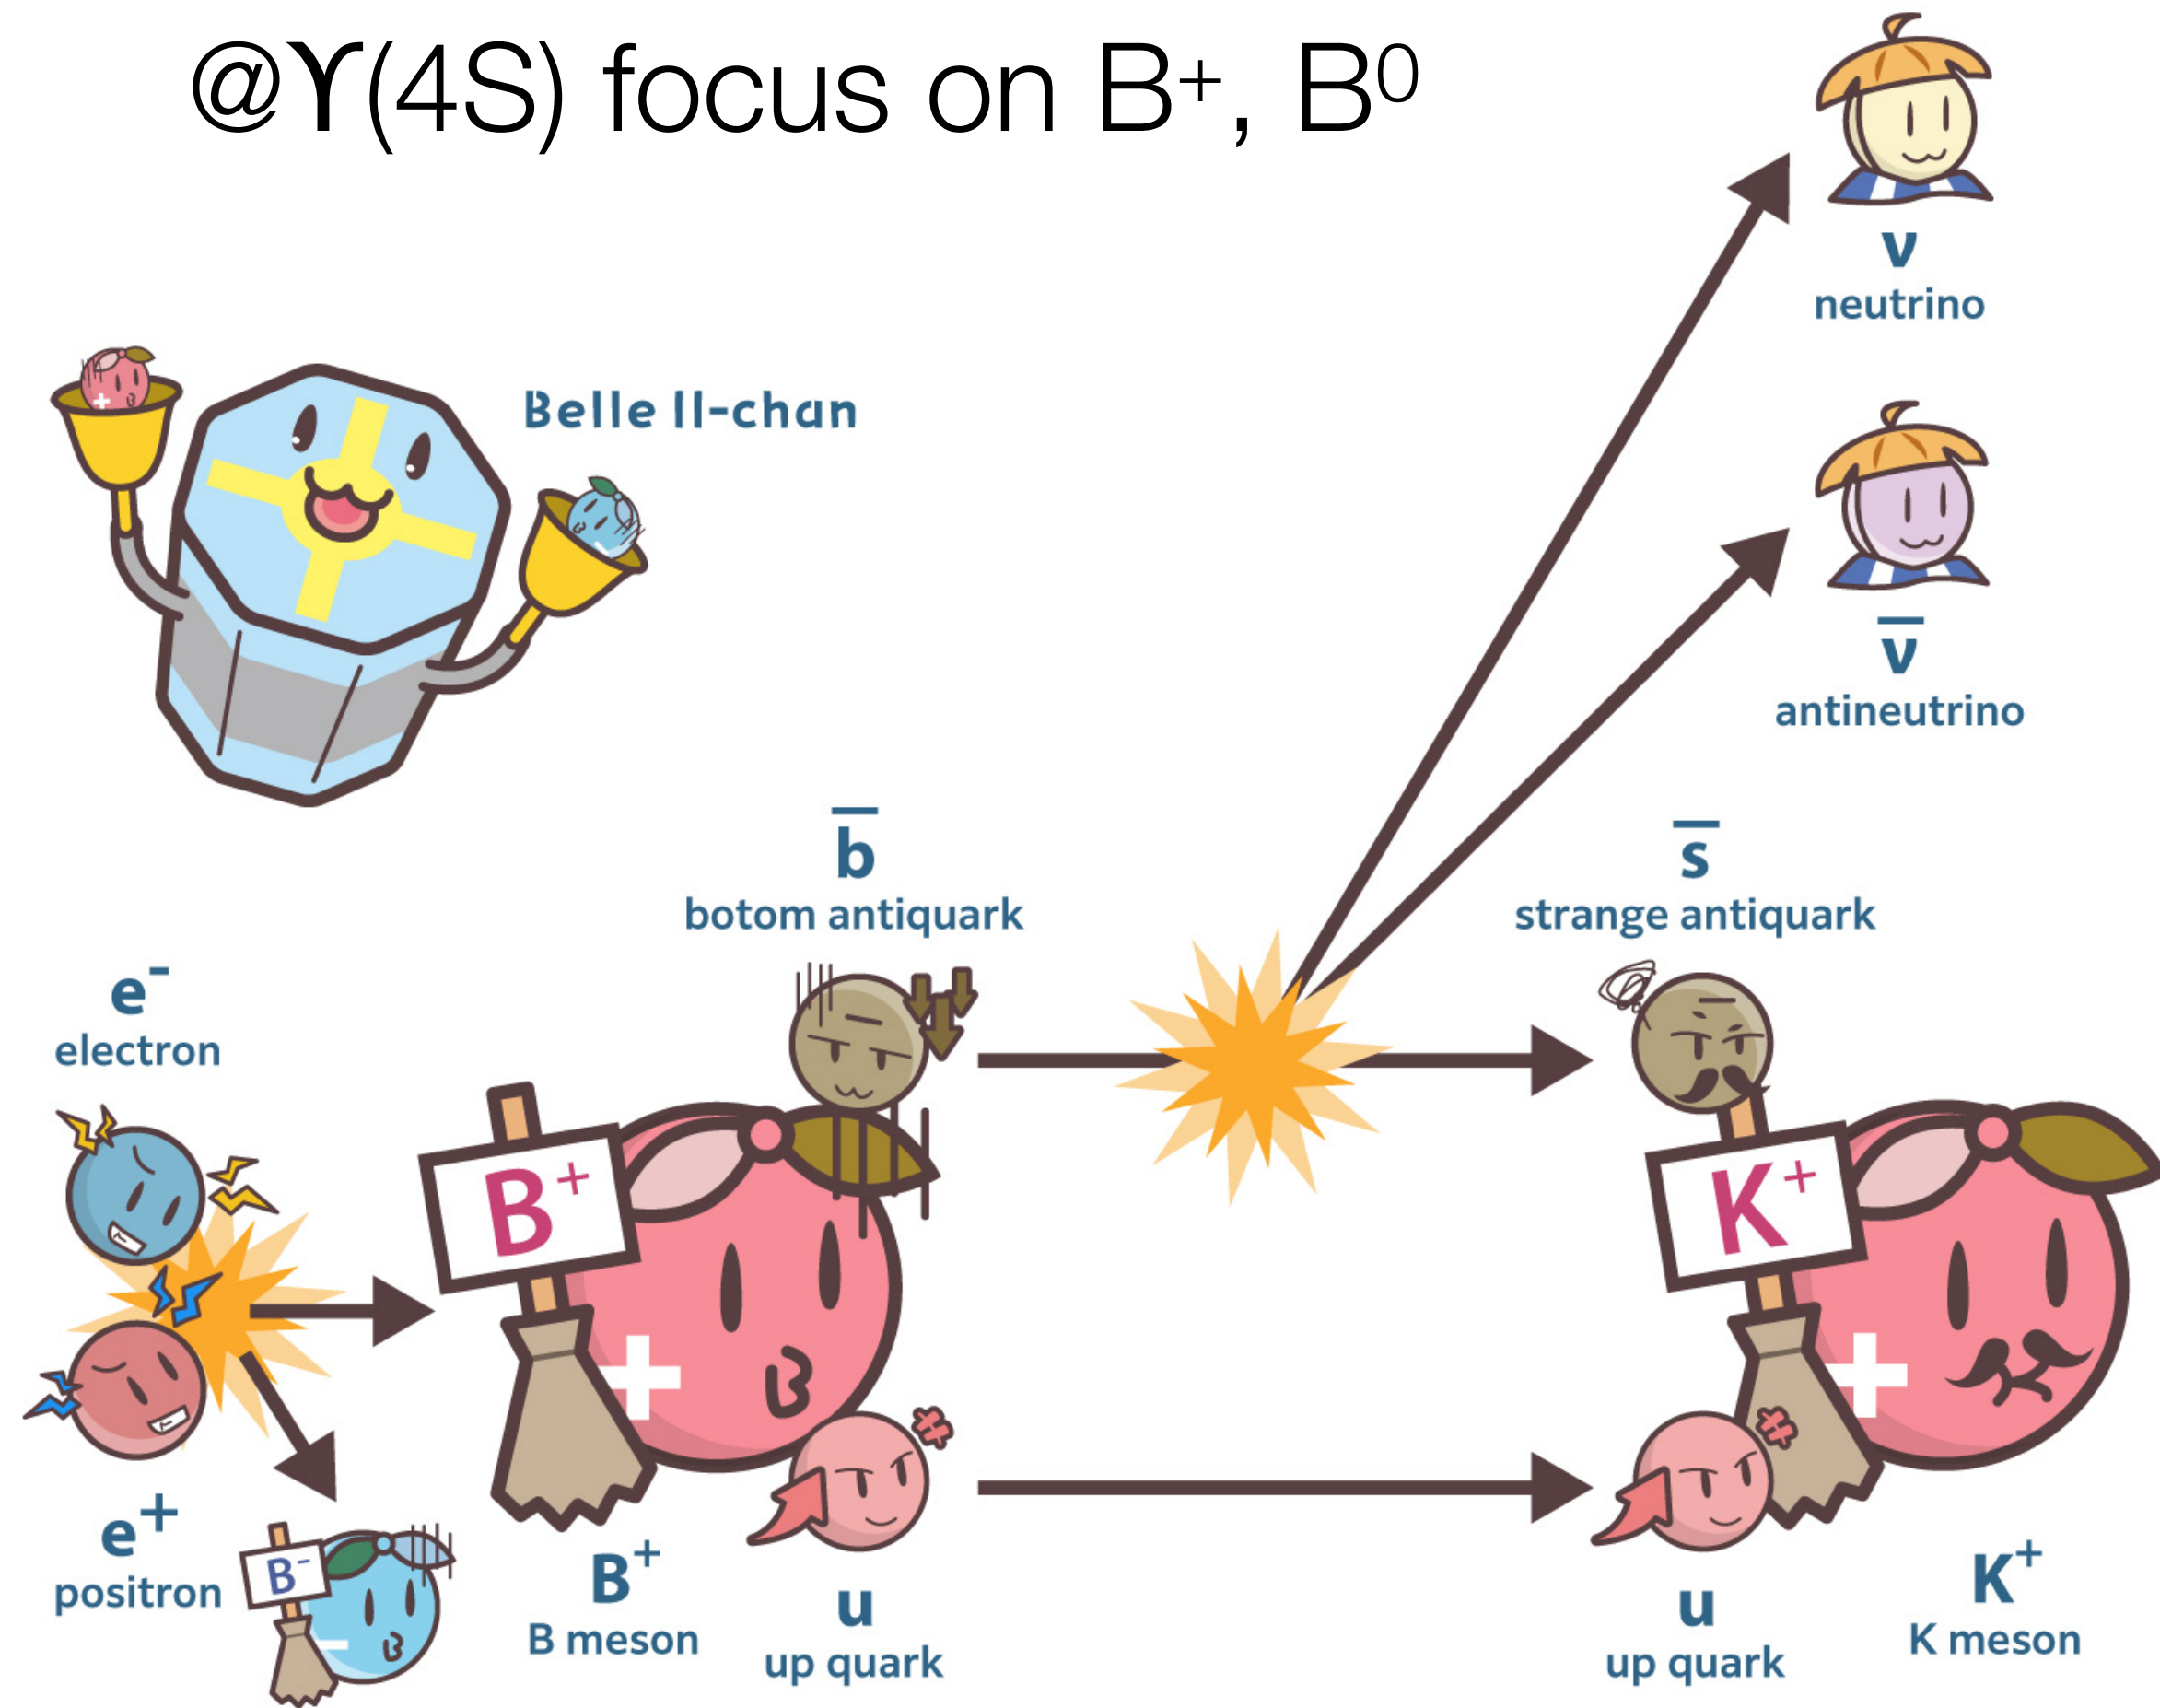 @ϒ(4S) focus on B⁺, B⁰
ν
neutrino
Belle II-chan
ν̅
antineutrino
b̅
botom antiquark
s̅
strange antiquark
e⁻
electron
B⁺
K⁺
e⁺
positron
B⁻
B⁺
B meson
u
up quark
u
up quark
K⁺
K meson